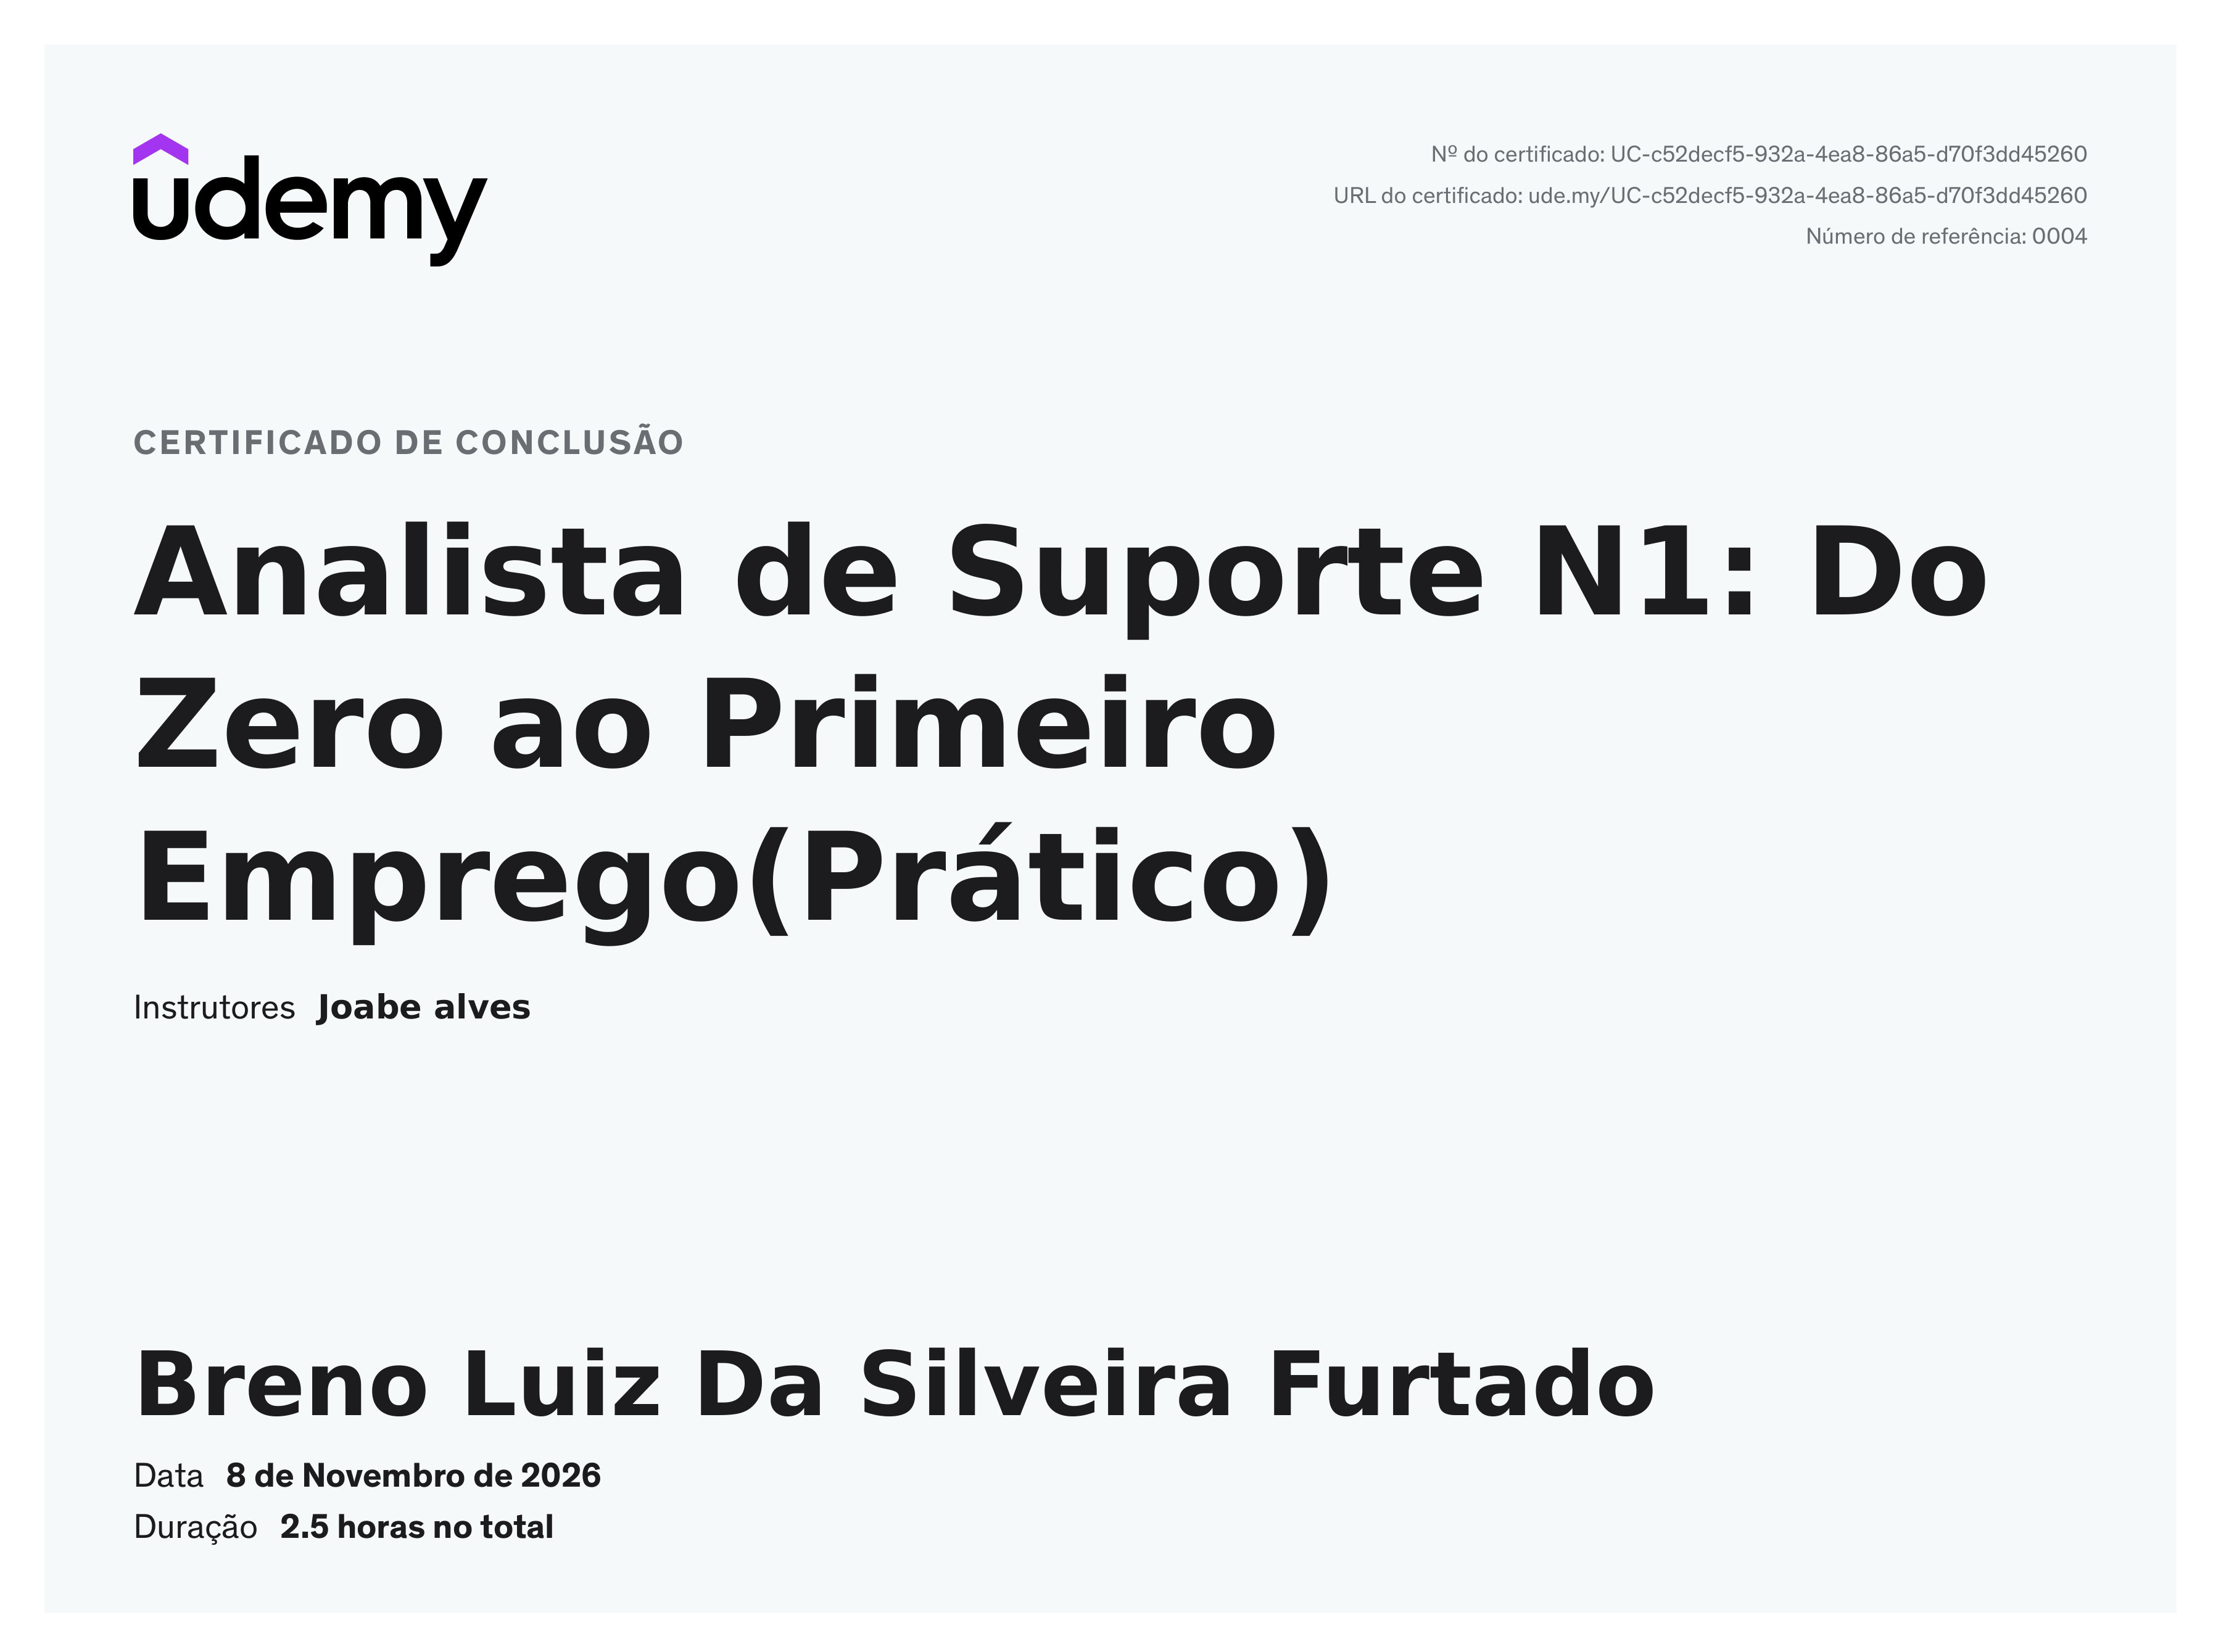 udemy
Nº do certificado: UC-c52decf5-932a-4ea8-86a5-d70f3dd45260
URL do certificado: ude.my/UC-c52decf5-932a-4ea8-86a5-d70f3dd45260
Número de referência: 0004
CERTIFICADO DE CONCLUSÃO
Analista de Suporte N1: Do
Zero ao Primeiro
Emprego(Prático)
Instrutores Joabe alves
Breno Luiz Da Silveira Furtado
Data 8 de Novembro de 2026
Duração 2.5 horas no total